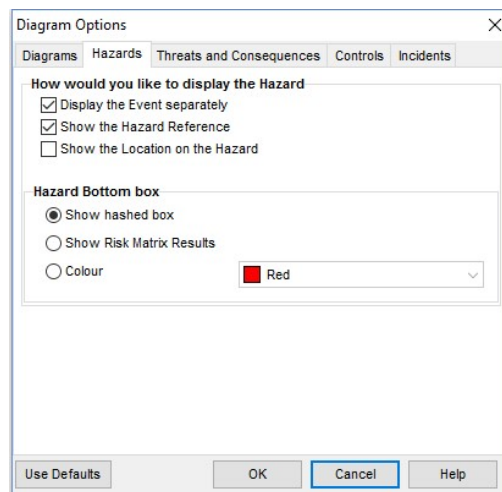 Diagram Options
Diagrams Hazards Threats and Consequences Controls Incidents
How would you like to display the Hazard
Display the Event separately
Show the Hazard Reference
Show the Location on the Hazard
Hazard Bottom box
Show hashed box
Show Risk Matrix Results
Colour Red
Use Defaults OK Cancel Help